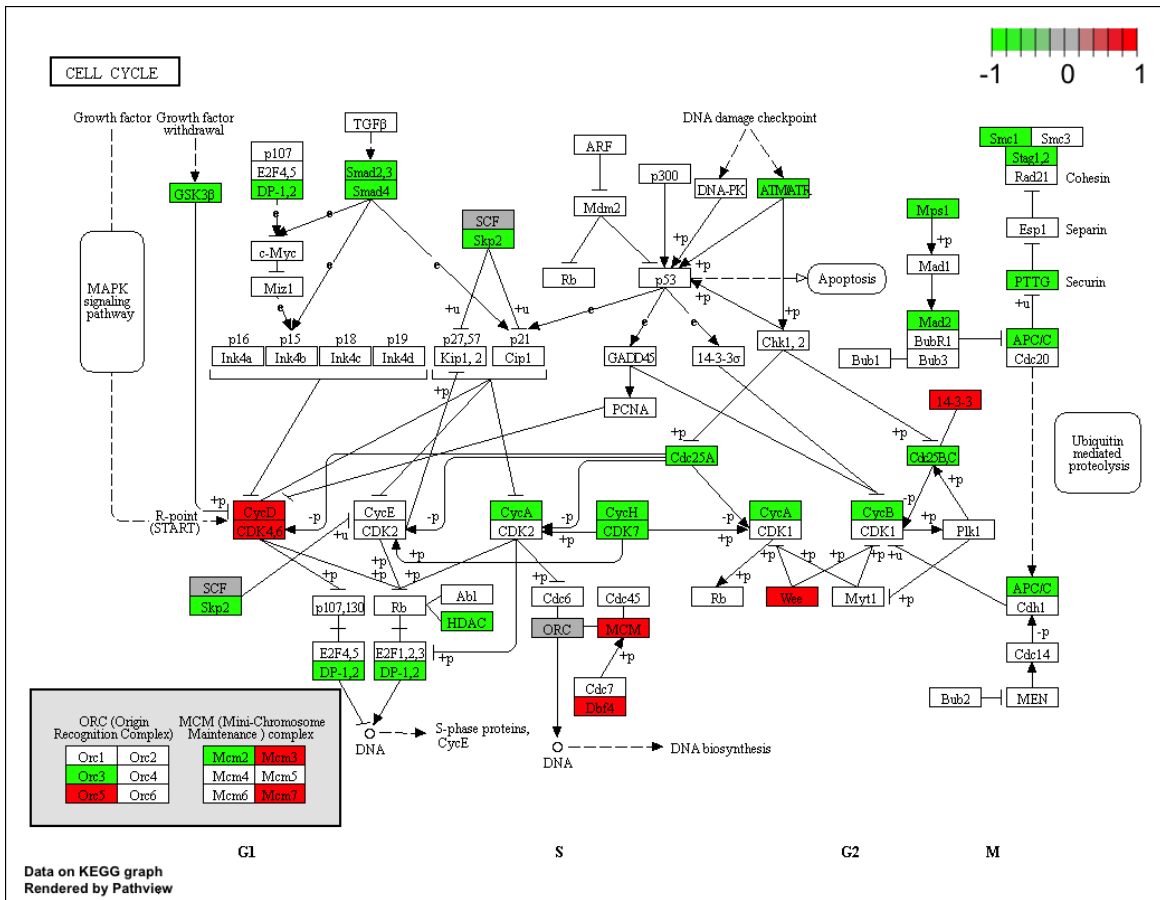 -1 0 1
CELL CYCLE
Growth factor
Growth factor
withdrawal
TGFβ
DNA damage checkpoint
p107
E2F4,5
DP-1,2
GSK3β
Smad2,3
Smad4
ARF
p300
DNA-PK
ATM/ATR
Smc1 Smc3
Stag1,2
Rad21
Cohesin
Mps1
SCF
Skp2
Mdm2
+p
+p
Esp1 Separin
e
e
c-Myc
Miz1
MAPK
signaling
pathway
e
e
Rb
p53
+p
+p
Apoptosis
Mad1
PTTG
Securin
+u
+u
+u
e
e
e
+p
Mad2
BubR1
Bub3
Bub1
APC/C
Cdc20
p16 p15 p18 p19
Ink4a Ink4b Ink4c Ink4d
p27,57 p21
Kip1, 2 Cip1
GADD45
14-3-3σ
Chk1, 2
+p
PCNA
14-3-3
+p
+p
Cdc25A
Cdc25B,C
Ubiquitin
mediated
proteolysis
R-point
(START)
+p
CycD
CDK4,6
-p
CycE
CDK2
-p
CycA
CDK2
-p
+p
CycH
CDK7
-p
+p
CycA
CDK1
CycB
CDK1
-p
+p
+p
Plk1
+u
+u
+p
SCF
Skp2
+p
+p
+p
+p
+p
+p
p107,130
Rb
Abl
HDAC
Cdc6
Cdc45
ORC
MCM
Rb
Wee
Myt1
+p
APC/C
Cdh1
-p
Cdc14
E2F4,5
DP-1,2
E2F1,2,3
DP-1,2
+p
+p
Cdc7
Dbf4
Bub2
MEN
DNA
S-phase proteins,
CycE
DNA
DNA biosynthesis
ORC (Origin
Recognition Complex)
MCM (Mini-Chromosome
Maintenance ) complex
Orc1 Orc2
Orc3 Orc4
Orc5 Orc6
Mcm2 Mcm3
Mcm4 Mcm5
Mcm6 Mcm7
G1 S G2 M
Data on KEGG graph
Rendered by Pathview